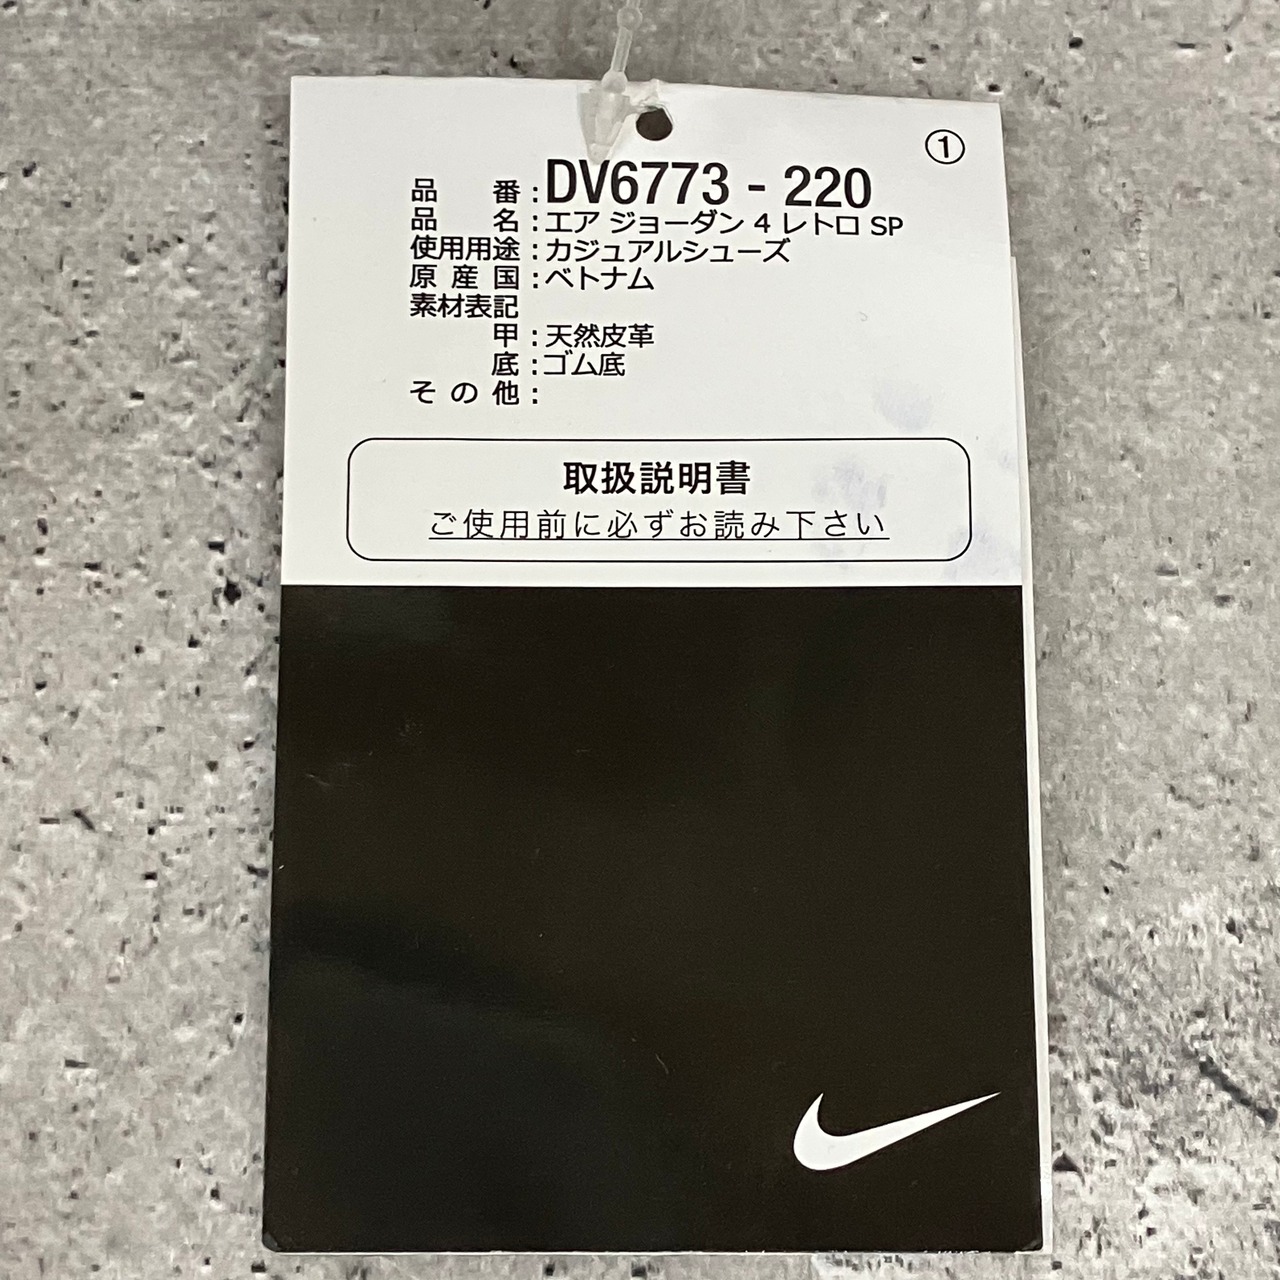 ①
品番：DV6773 - 220
品名：エア ジョーダン 4 レトロ SP
使用用途：カジュアルシューズ
原産国：ベトナム
素材表記
甲：天然皮革
底：ゴム底
その他：
取扱説明書
ご使用前に必ずお読み下さい